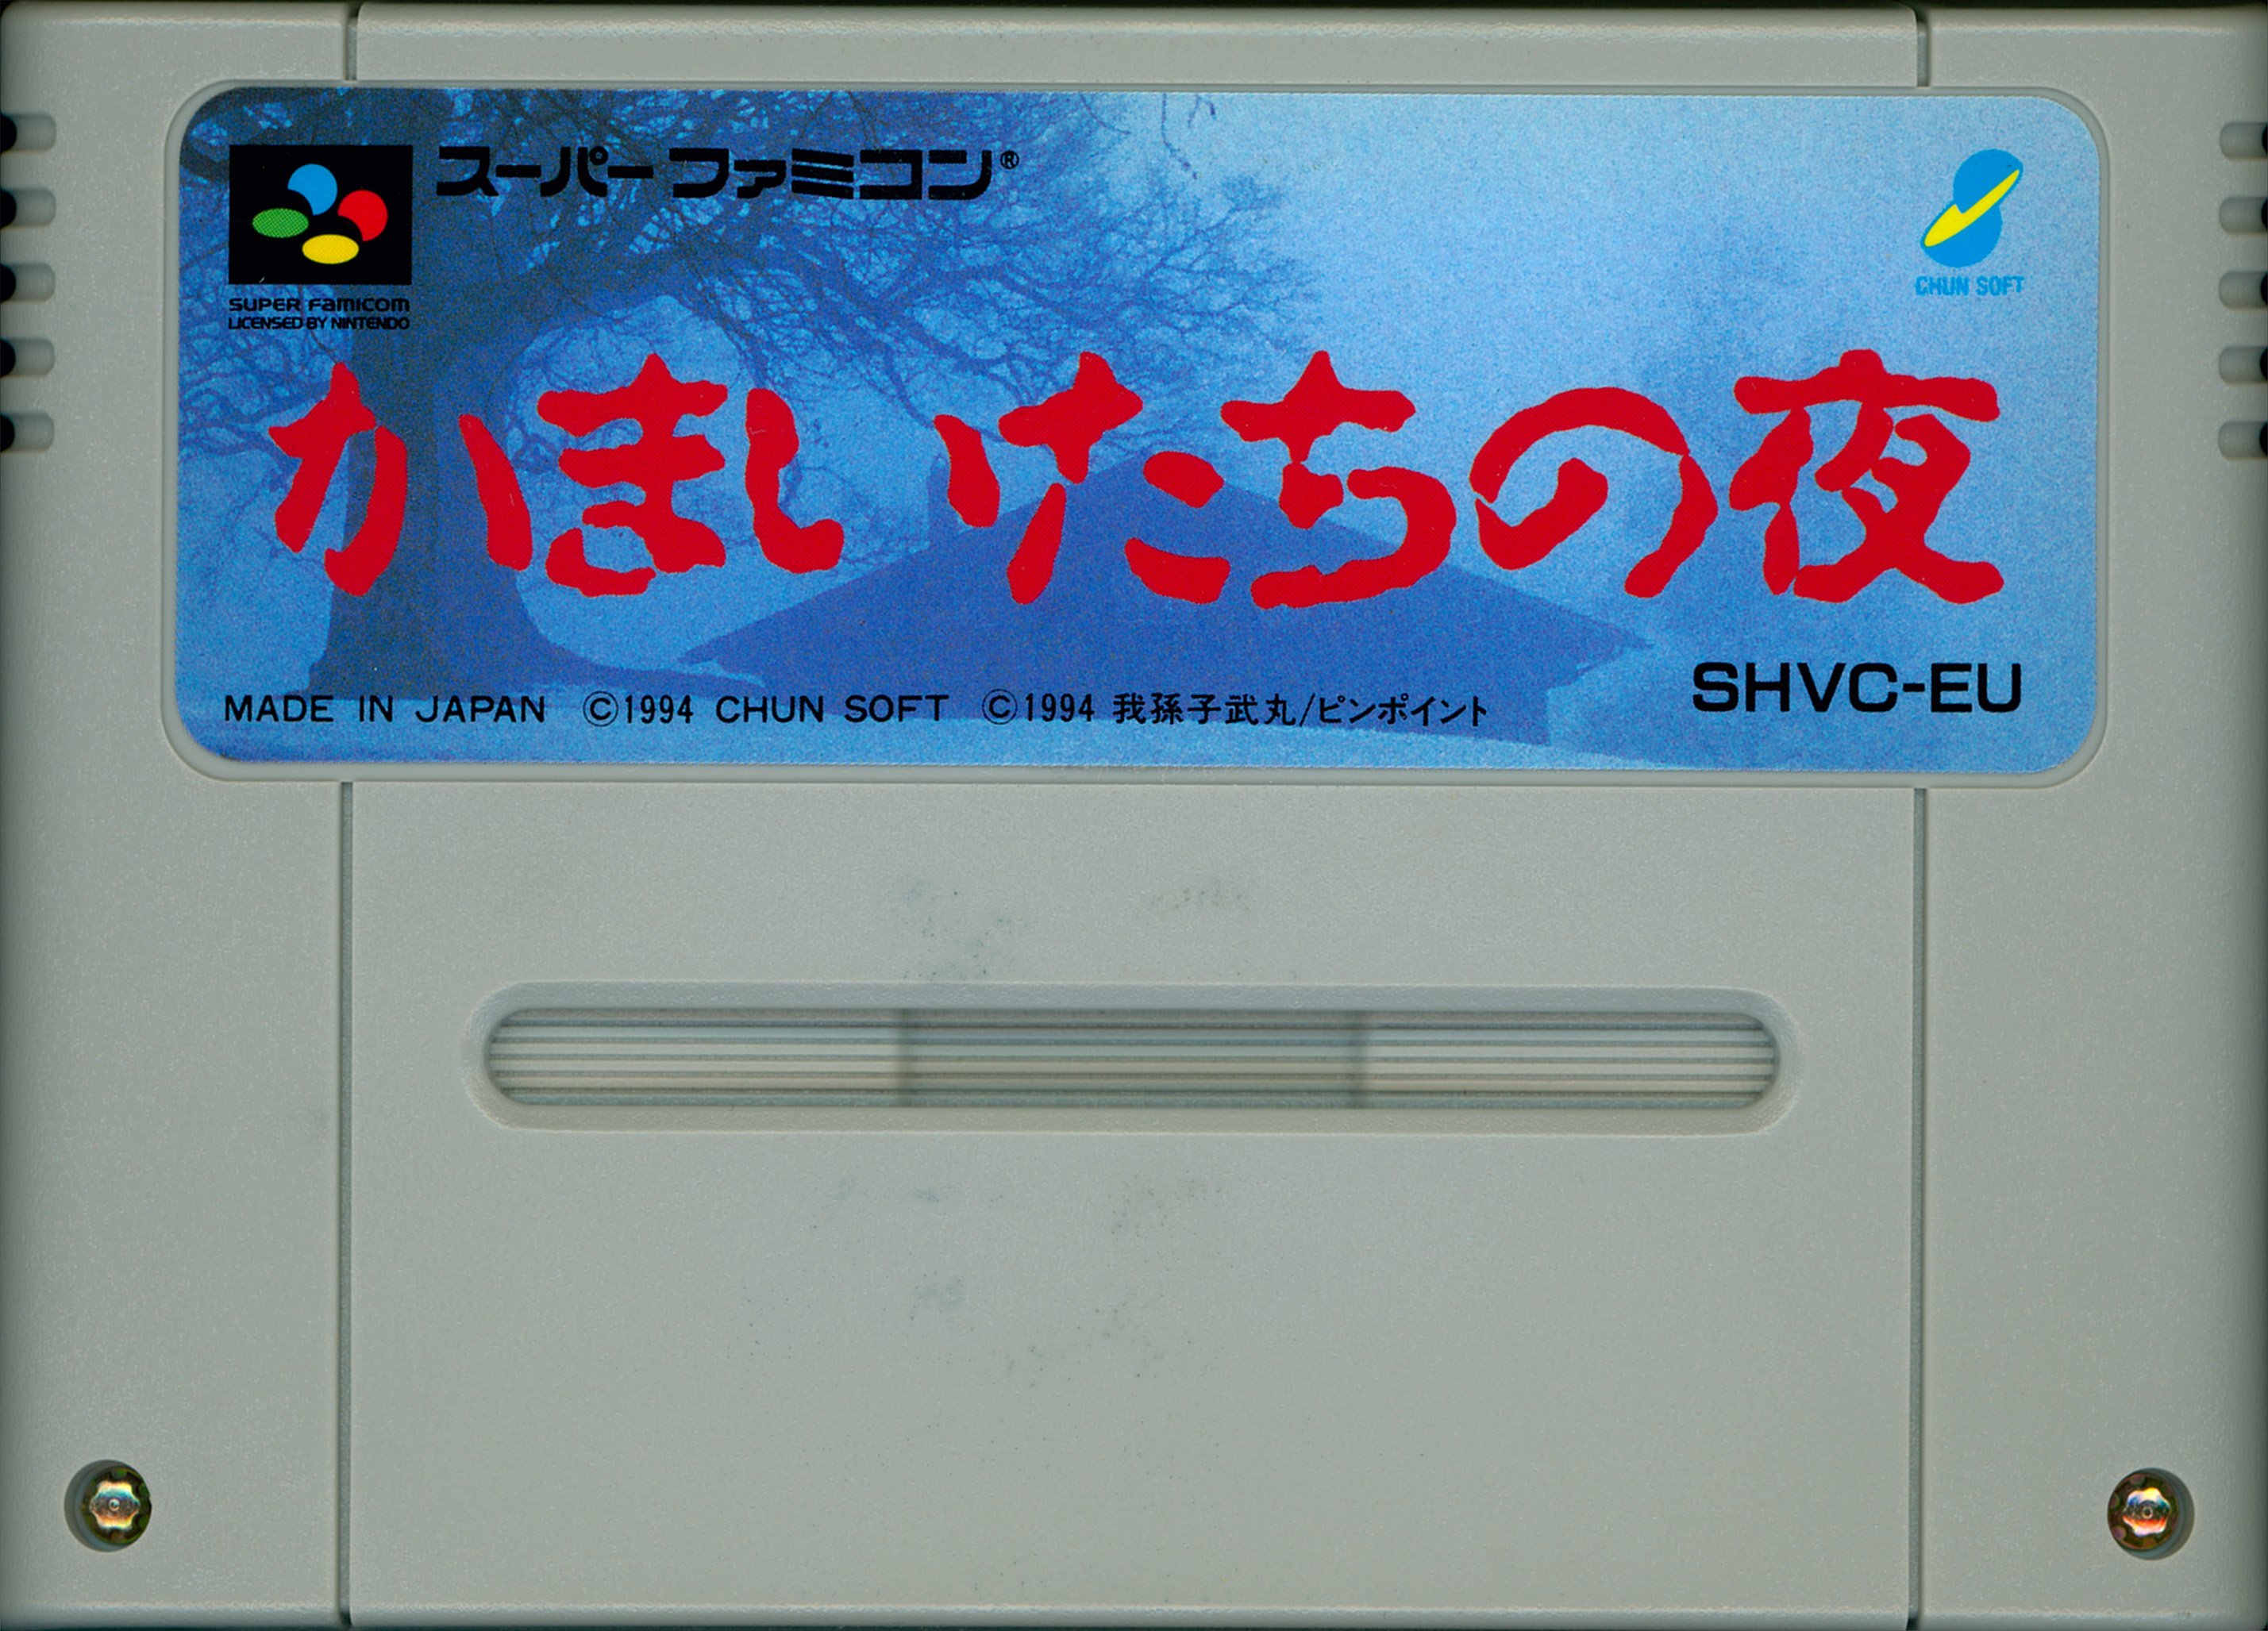 スーパーファミコン®
SUPER FAMICOM
LICENSED BY NINTENDO
CHUN SOFT
かまいたちの夜
SHVC-EU
MADE IN JAPAN ©1994 CHUN SOFT ©1994 我孫子武丸/ピンポイント